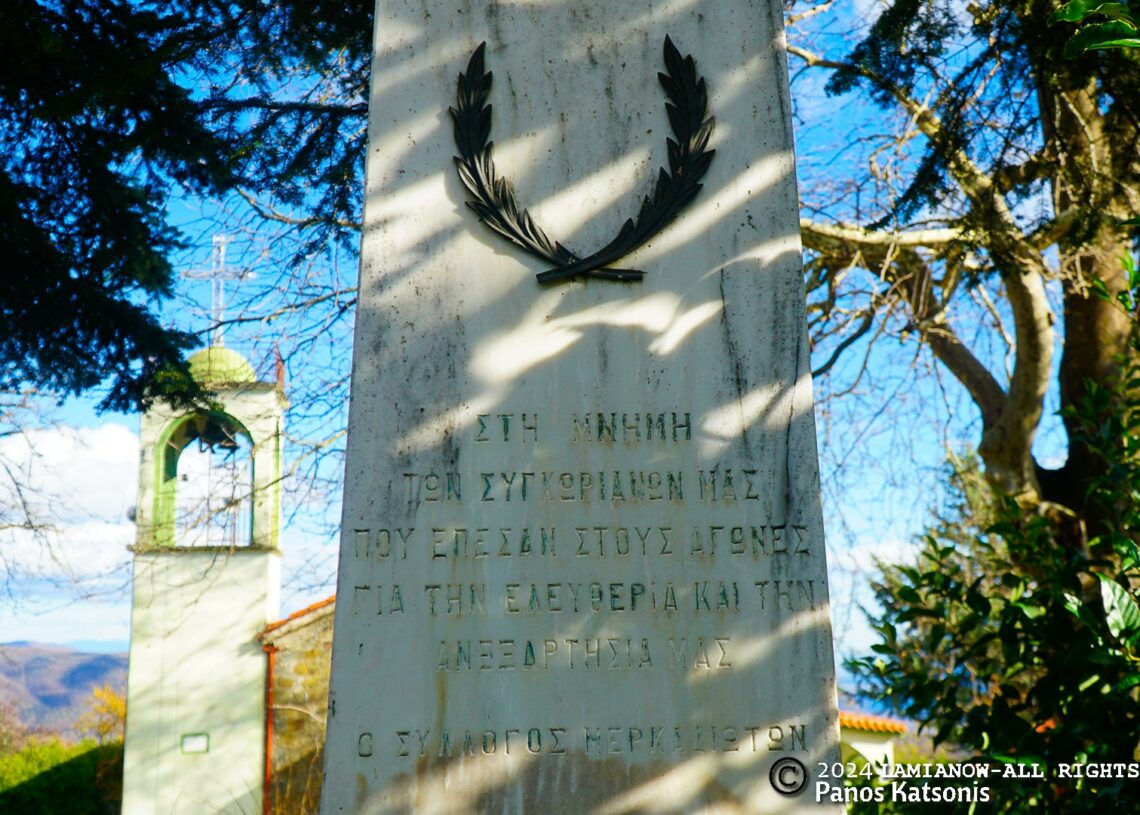 ΣΤΗ ΜΝΗΜΗ
ΤΩΝ ΣΥΓΧΩΡΙΑΝΩΝ ΜΑΣ
ΠΟΥ ΕΠΕΣΑΝ ΣΤΟΥΣ ΑΓΩΝΕΣ
ΓΙΑ ΤΗΝ ΕΛΕΥΘΕΡΙΑ ΚΑΙ ΤΗΝ
ΑΝΕΞΑΡΤΗΣΙΑ ΜΑΣ
Ο ΣΥΛΛΟΓΟΣ ΜΕΡΚΑΔΙΩΤΩΝ
© 2024 LAMIANOW-ALL RIGHTS
Panos Katsonis